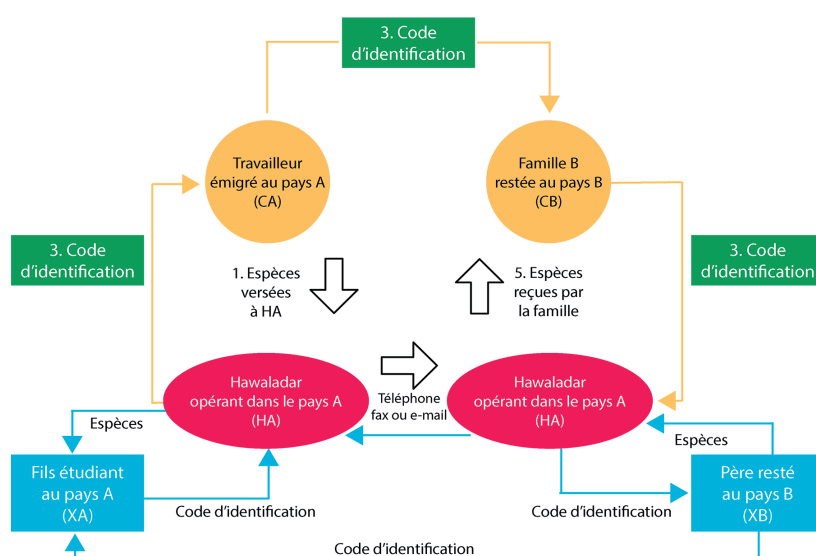 3. Code
d'identification
Travailleur
émigré au pays A
(CA)
Famille B
restée au pays B
(CB)
3. Code
d'identification
3. Code
d'identification
1. Espèces
versées
à HA
5. Espèces
reçues par
la famille
Hawaladar
opérant dans le pays A
(HA)
Téléphone
fax ou e-mail
Hawaladar
opérant dans le pays A
(HA)
Espèces
Espèces
Fils étudiant
au pays A
(XA)
Code d'identification
Code d'identification
Père resté
au pays B
(XB)
Code d'identification